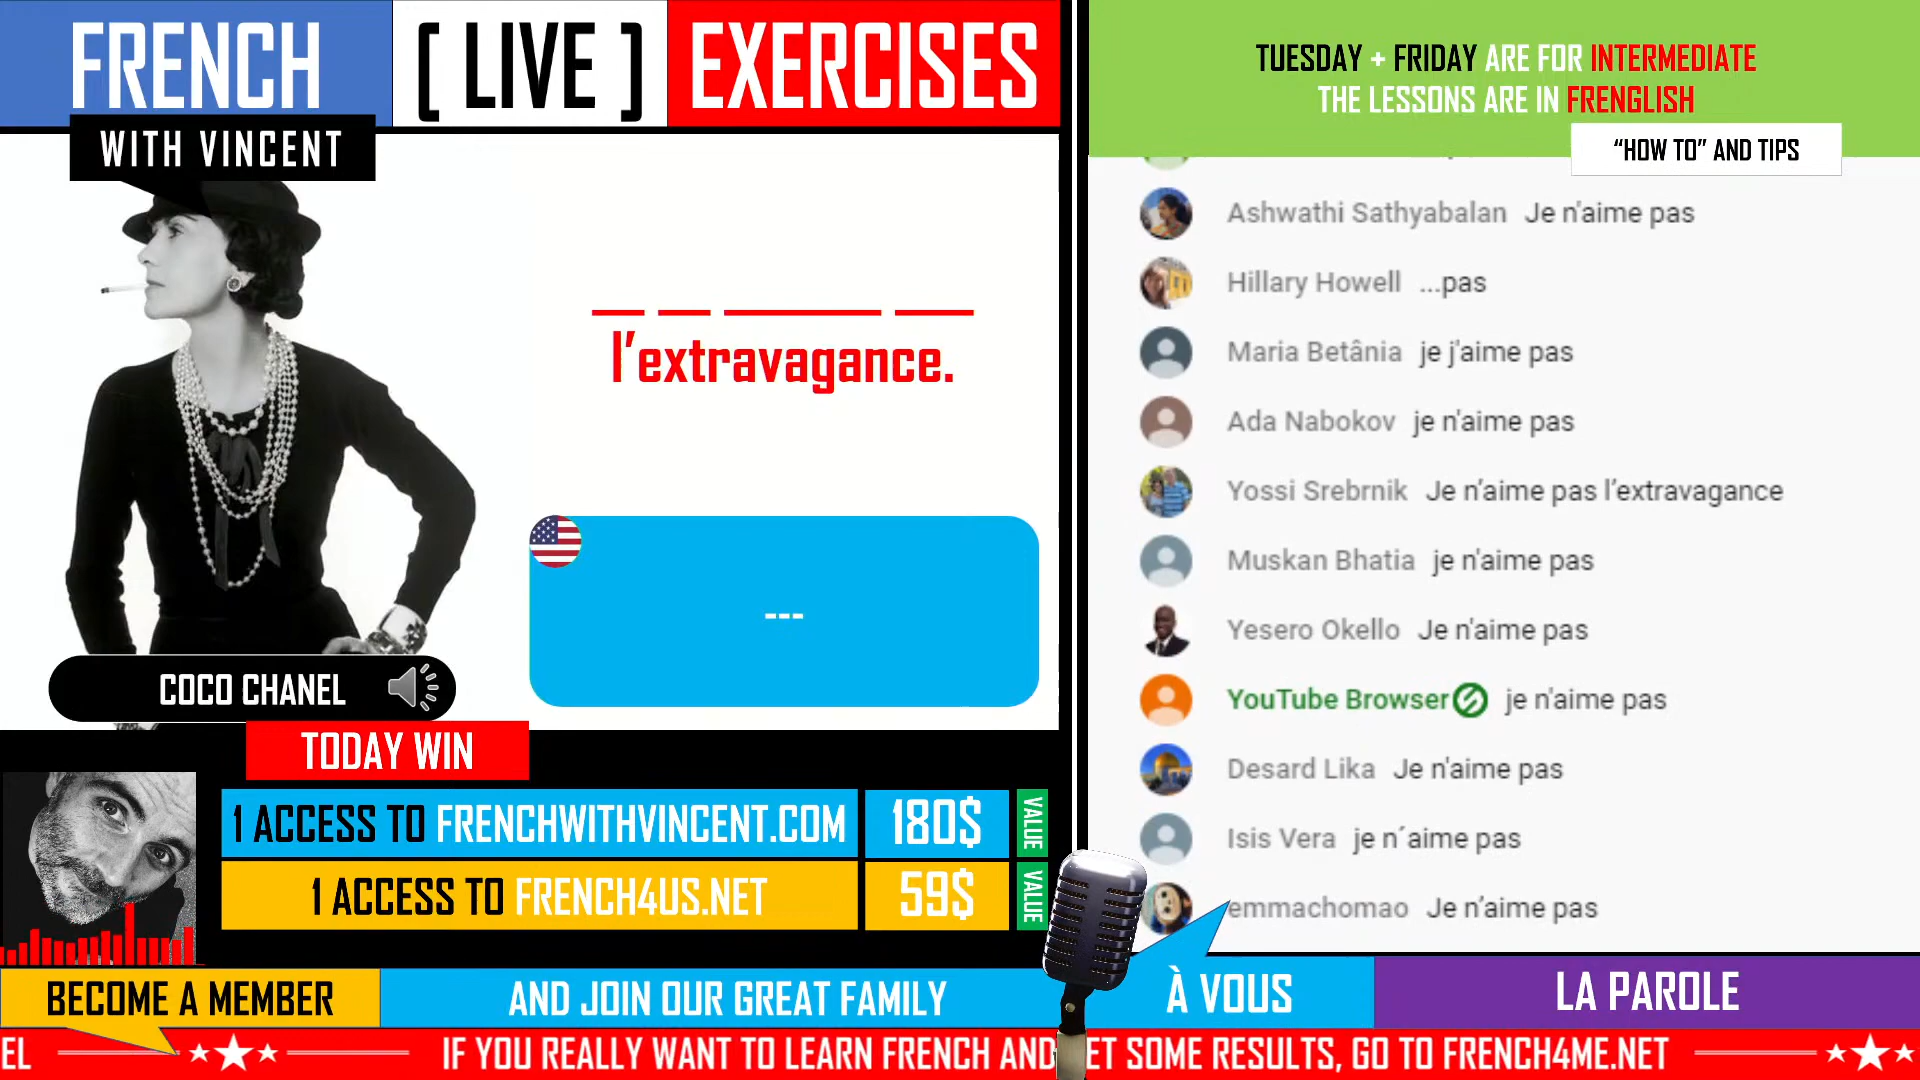 FRENCH [ LIVE ] EXERCISES
WITH VINCENT
l’extravagance.
---
COCO CHANEL
TODAY WIN
1 ACCESS TO FRENCHWITHVINCENT.COM 180$ VALUE
1 ACCESS TO FRENCH4US.NET 59$ VALUE
TUESDAY + FRIDAY ARE FOR INTERMEDIATE
THE LESSONS ARE IN FRENGLISH
“HOW TO” AND TIPS
Ashwathi Sathyabalan Je n'aime pas
Hillary Howell ...pas
Maria Betânia je j'aime pas
Ada Nabokov je n'aime pas
Yossi Srebrnik Je n’aime pas l’extravagance
Muskan Bhatia je n'aime pas
Yesero Okello Je n'aime pas
YouTube Browser je n'aime pas
Desard Lika Je n'aime pas
Isis Vera je n´aime pas
emmachomao Je n’aime pas
BECOME A MEMBER AND JOIN OUR GREAT FAMILY À VOUS LA PAROLE
EL IF YOU REALLY WANT TO LEARN FRENCH AND ET SOME RESULTS, GO TO FRENCH4ME.NET